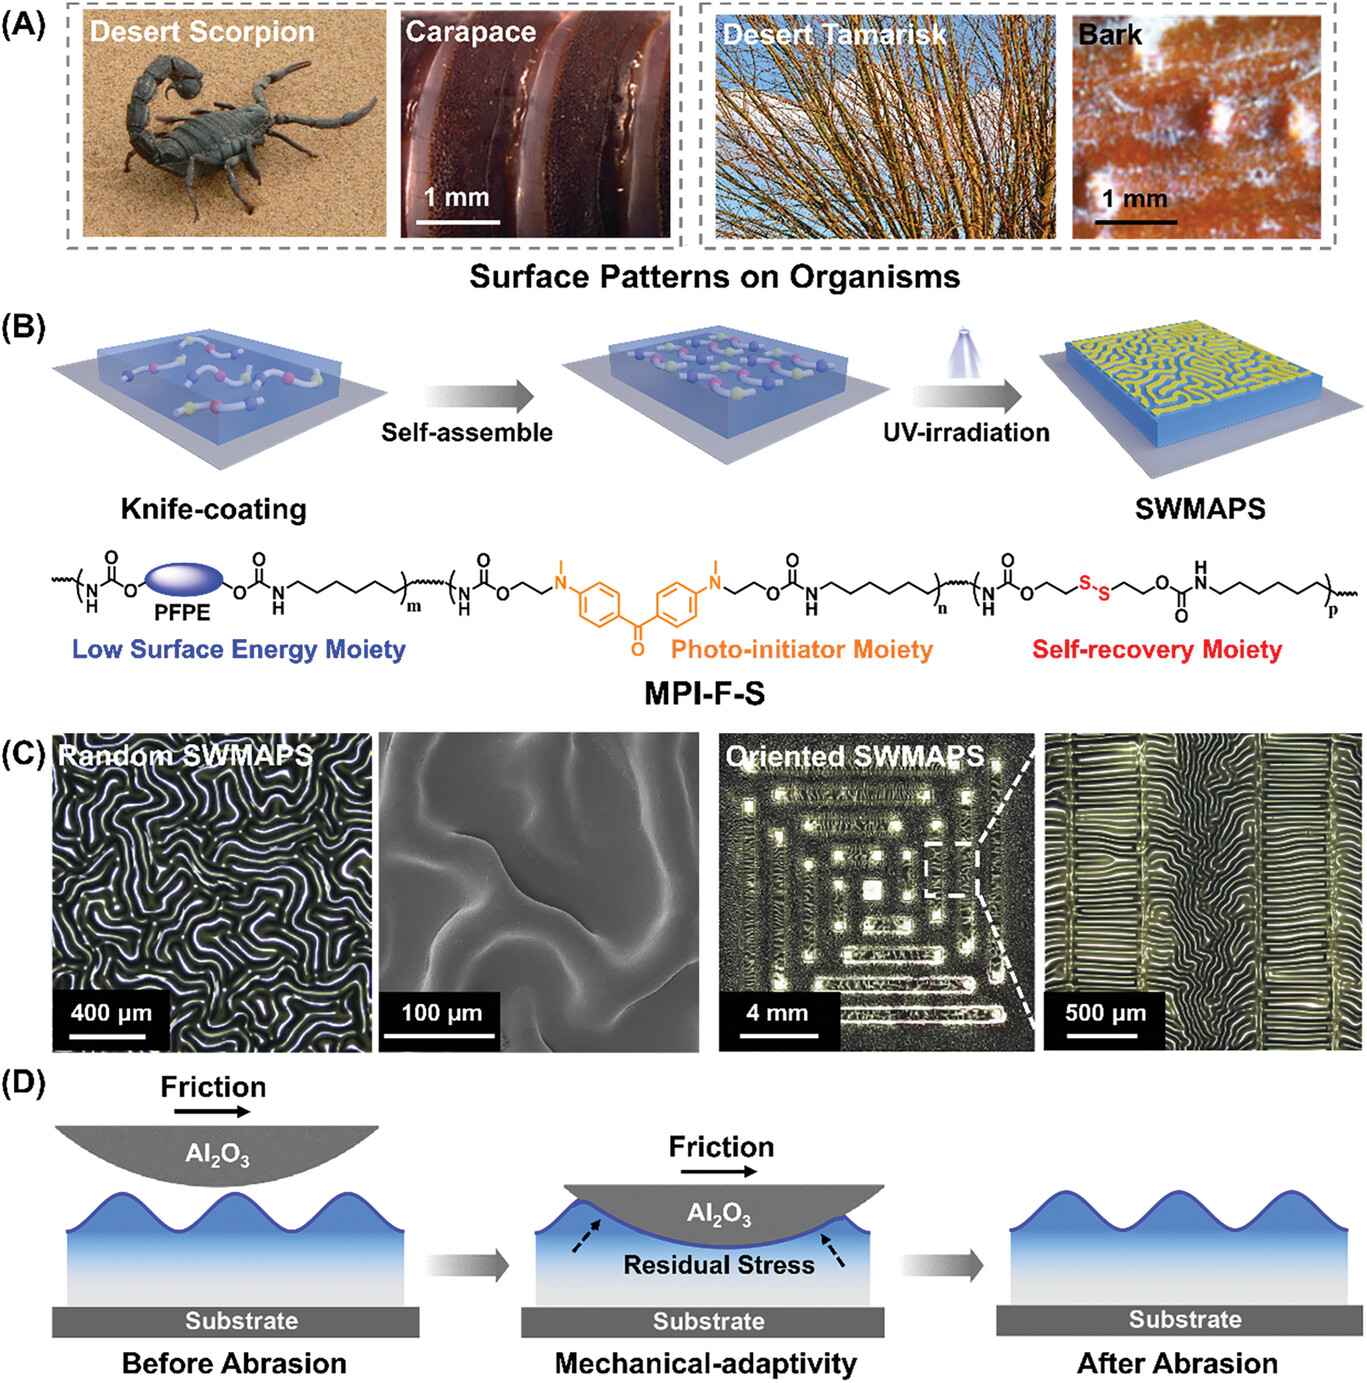 (A)
Desert Scorpion
Carapace
1 mm
Desert Tamarisk
Bark
1 mm
Surface Patterns on Organisms
(B)
Self-assemble
UV-irradiation
Knife-coating
SWMAPS
N
H
O
O
PFPE
O
O
N
H
m
N
H
O
O
N
O
N
O
O
N
H
n
N
H
O
O
S
S
O
O
H
N
p
Low Surface Energy Moiety
Photo-initiator Moiety
Self-recovery Moiety
MPI-F-S
(C)
Random SWMAPS
400 μm
100 μm
Oriented SWMAPS
4 mm
500 μm
(D)
Friction
Al₂O₃
Substrate
Before Abrasion
Friction
Al₂O₃
Residual Stress
Substrate
Mechanical-adaptivity
Substrate
After Abrasion